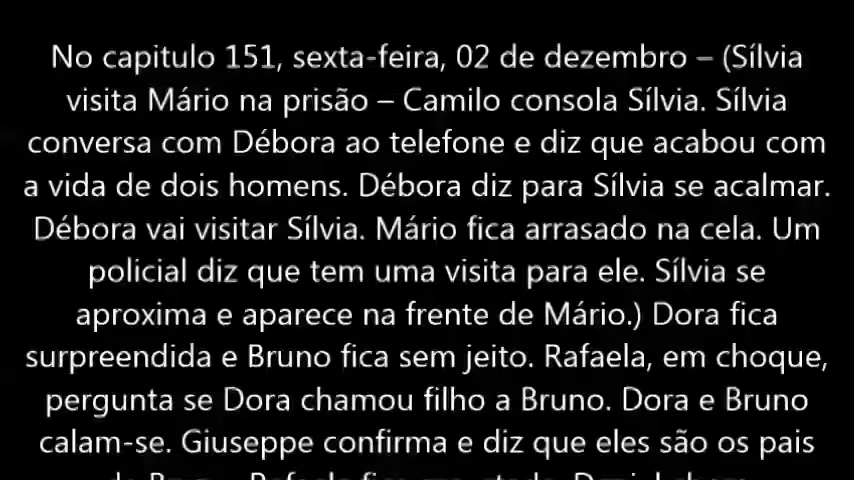 No capitulo 151, sexta-feira, 02 de dezembro – (Sílvia
visita Mário na prisão – Camilo consola Sílvia. Sílvia
conversa com Débora ao telefone e diz que acabou com
a vida de dois homens. Débora diz para Sílvia se acalmar.
Débora vai visitar Sílvia. Mário fica arrasado na cela. Um
policial diz que tem uma visita para ele. Sílvia se
aproxima e aparece na frente de Mário.) Dora fica
surpreendida e Bruno fica sem jeito. Rafaela, em choque,
pergunta se Dora chamou filho a Bruno. Dora e Bruno
calam-se. Giuseppe confirma e diz que eles são os pais